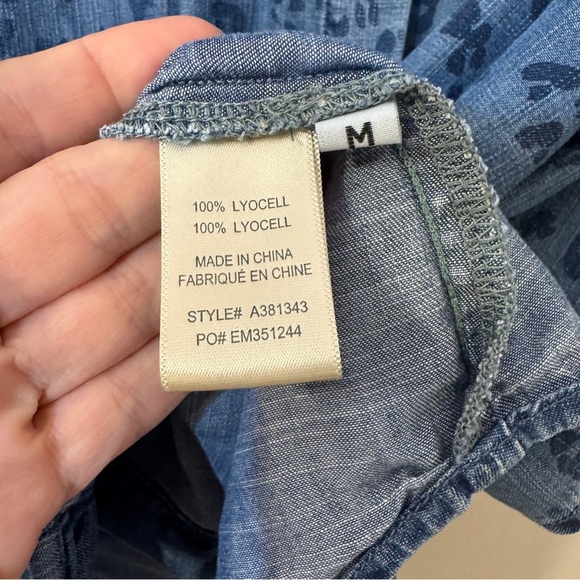 M
100% LYOCELL
100% LYOCELL
MADE IN CHINA
FABRIQUÉ EN CHINE
STYLE# A381343
PO# EM351244